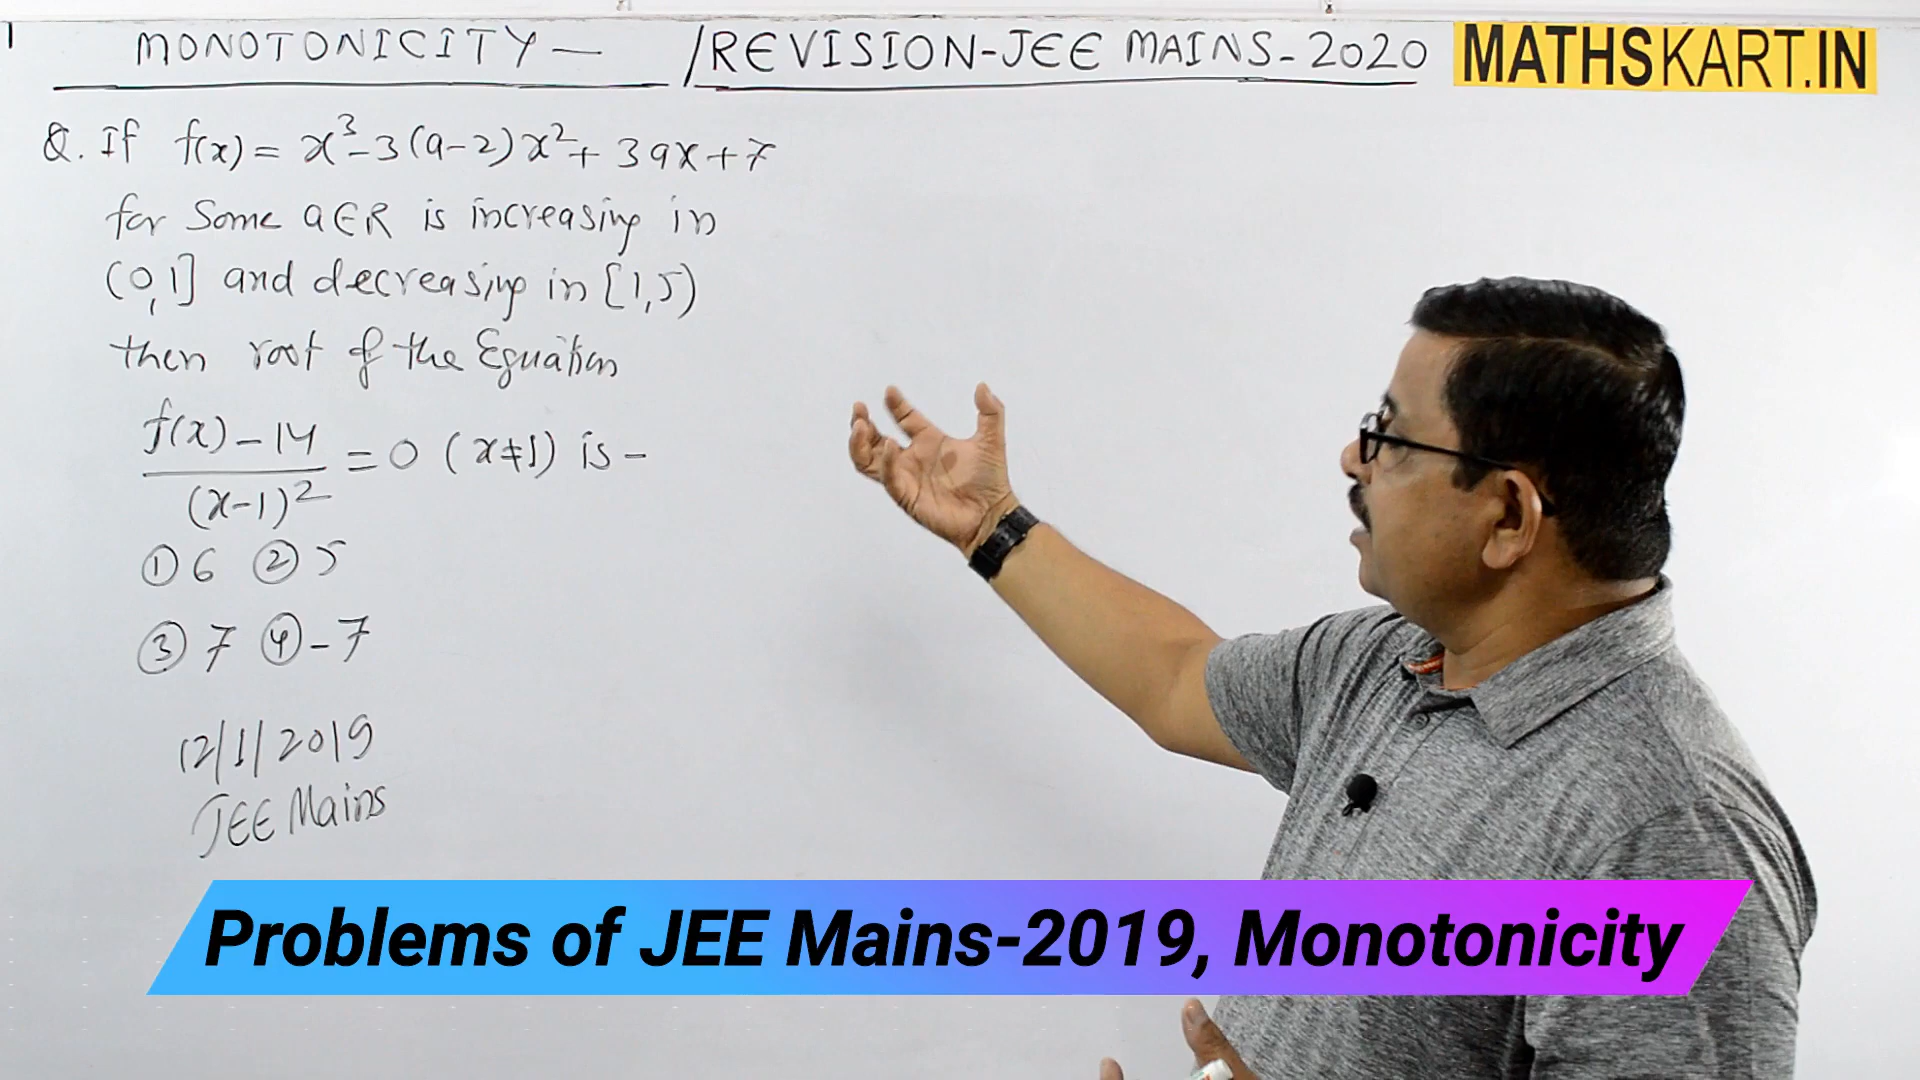 MONOTONICITY — /REVISION-JEE MAINS-2020
MATHSKART.IN
Q. If f(x) = x³-3(a-2)x²+3ax+7
for some a∈R is increasing in
(0,1] and decreasing in [1,5)
then root of the Equation
f(x)-14
= 0 (x≠1) is -
(x-1)²
① 6 ② 5
③ 7 ④ -7
12/1/2019
JEE Mains
Problems of JEE Mains-2019, Monotonicity